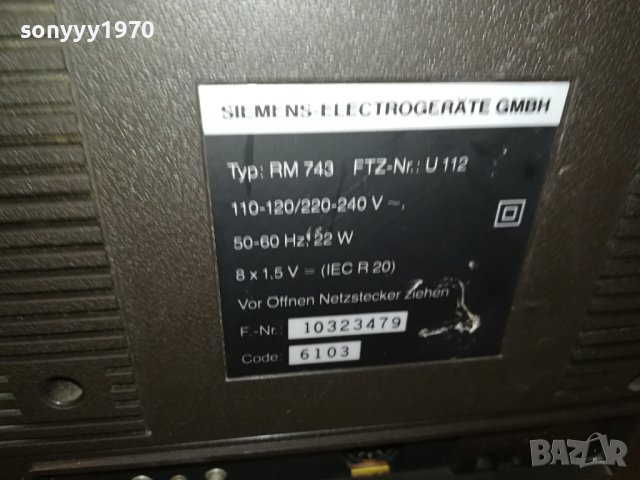 sonyyy1970
SIEMENS-ELECTROGERÄTE GMBH
Typ: RM 743 FTZ-Nr.: U 112
110-120/220-240 V ~,
50-60 Hz, 22 W
8 x 1,5 V = (IEC R 20)
Vor Öffnen Netzstecker ziehen
F.-Nr.: 10323479
Code: 6103
BAZAR